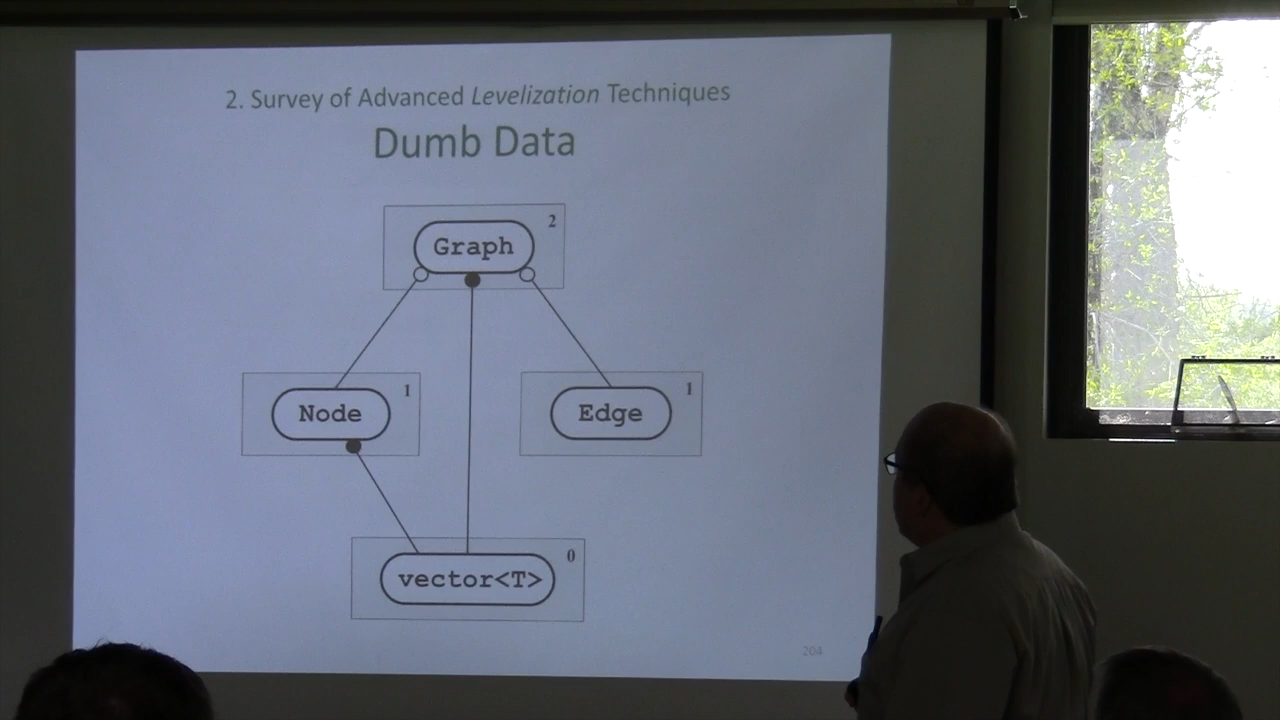 2. Survey of Advanced Levelization Techniques
Dumb Data
2
Graph
1
Node
1
Edge
0
vector<T>
204